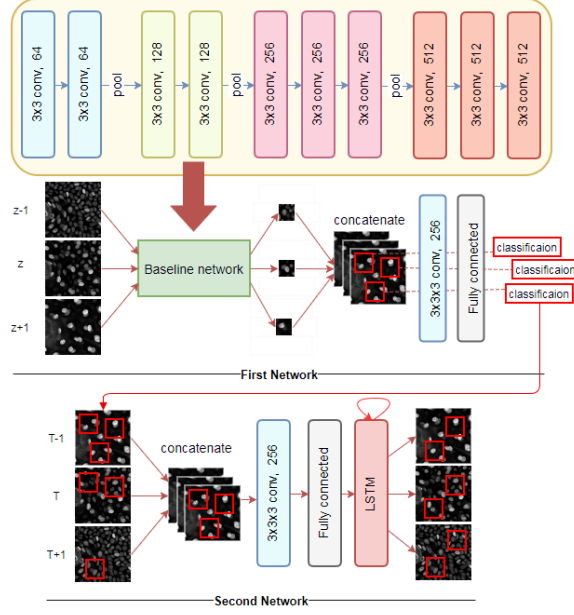 3x3 conv, 64
3x3 conv, 64
pool
3x3 conv, 128
3x3 conv, 128
pool
3x3 conv, 256
3x3 conv, 256
3x3 conv, 256
pool
3x3 conv, 512
3x3 conv, 512
3x3 conv, 512
z-1
z
z+1
Baseline network
concatenate
3x3x3 conv, 256
Fully connected
classificaion
classificaion
classificaion
First Network
T-1
T
T+1
concatenate
3x3x3 conv, 256
Fully connected
LSTM
Second Network